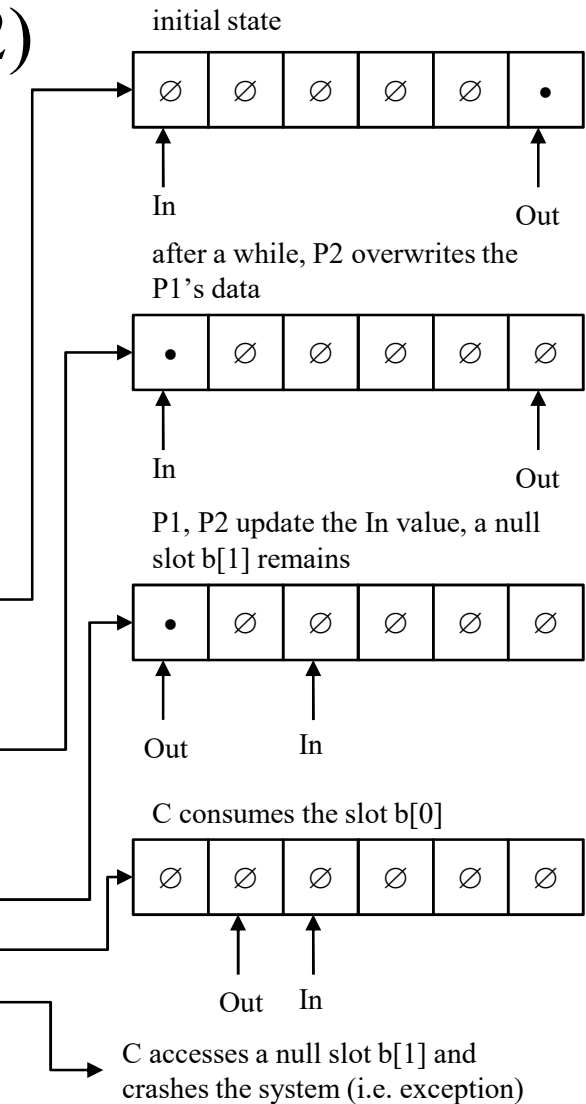 2)
initial state
∅ ∅ ∅ ∅ ∅ •
In
Out
after a while, P2 overwrites the
P1’s data
• ∅ ∅ ∅ ∅ ∅
In
Out
P1, P2 update the In value, a null
slot b[1] remains
• ∅ ∅ ∅ ∅ ∅
Out In
C consumes the slot b[0]
∅ ∅ ∅ ∅ ∅ ∅
Out In
C accesses a null slot b[1] and
crashes the system (i.e. exception)